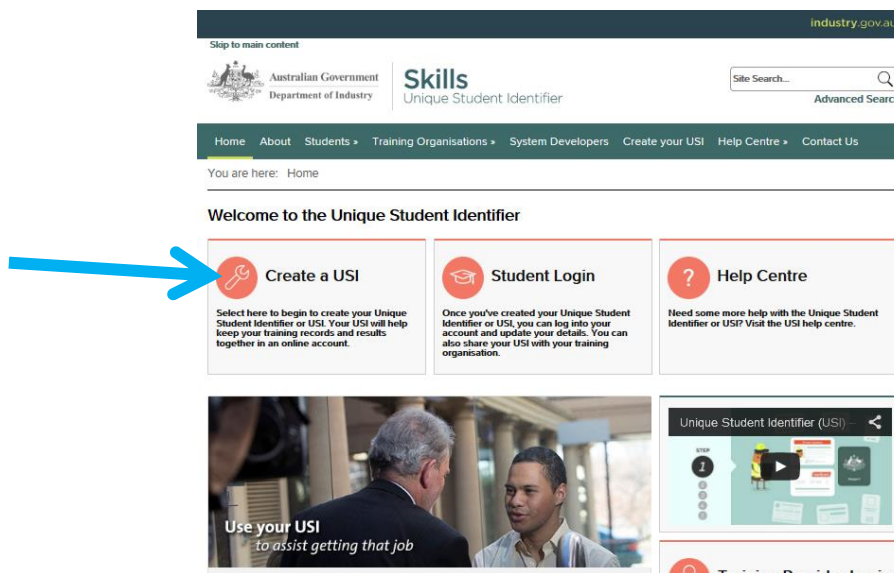 industry.gov.au
Skip to main content
Australian Government
Department of Industry
Skills
Unique Student Identifier
Site Search...
Advanced Searc
Home About Students » Training Organisations » System Developers Create your USI Help Centre » Contact Us
You are here: Home
Welcome to the Unique Student Identifier
Create a USI
Select here to begin to create your Unique
Student Identifier or USI. Your USI will help
keep your training records and results
together in an online account.
Student Login
Once you've created your Unique Student
Identifier or USI, you can log into your
account and update your details. You can
also share your USI with your training
organisation.
?
Help Centre
Need some more help with the Unique Student
Identifier or USI? Visit the USI help centre.
Use your USI
to assist getting that job
Unique Student Identifier (USI) –
STEP
1